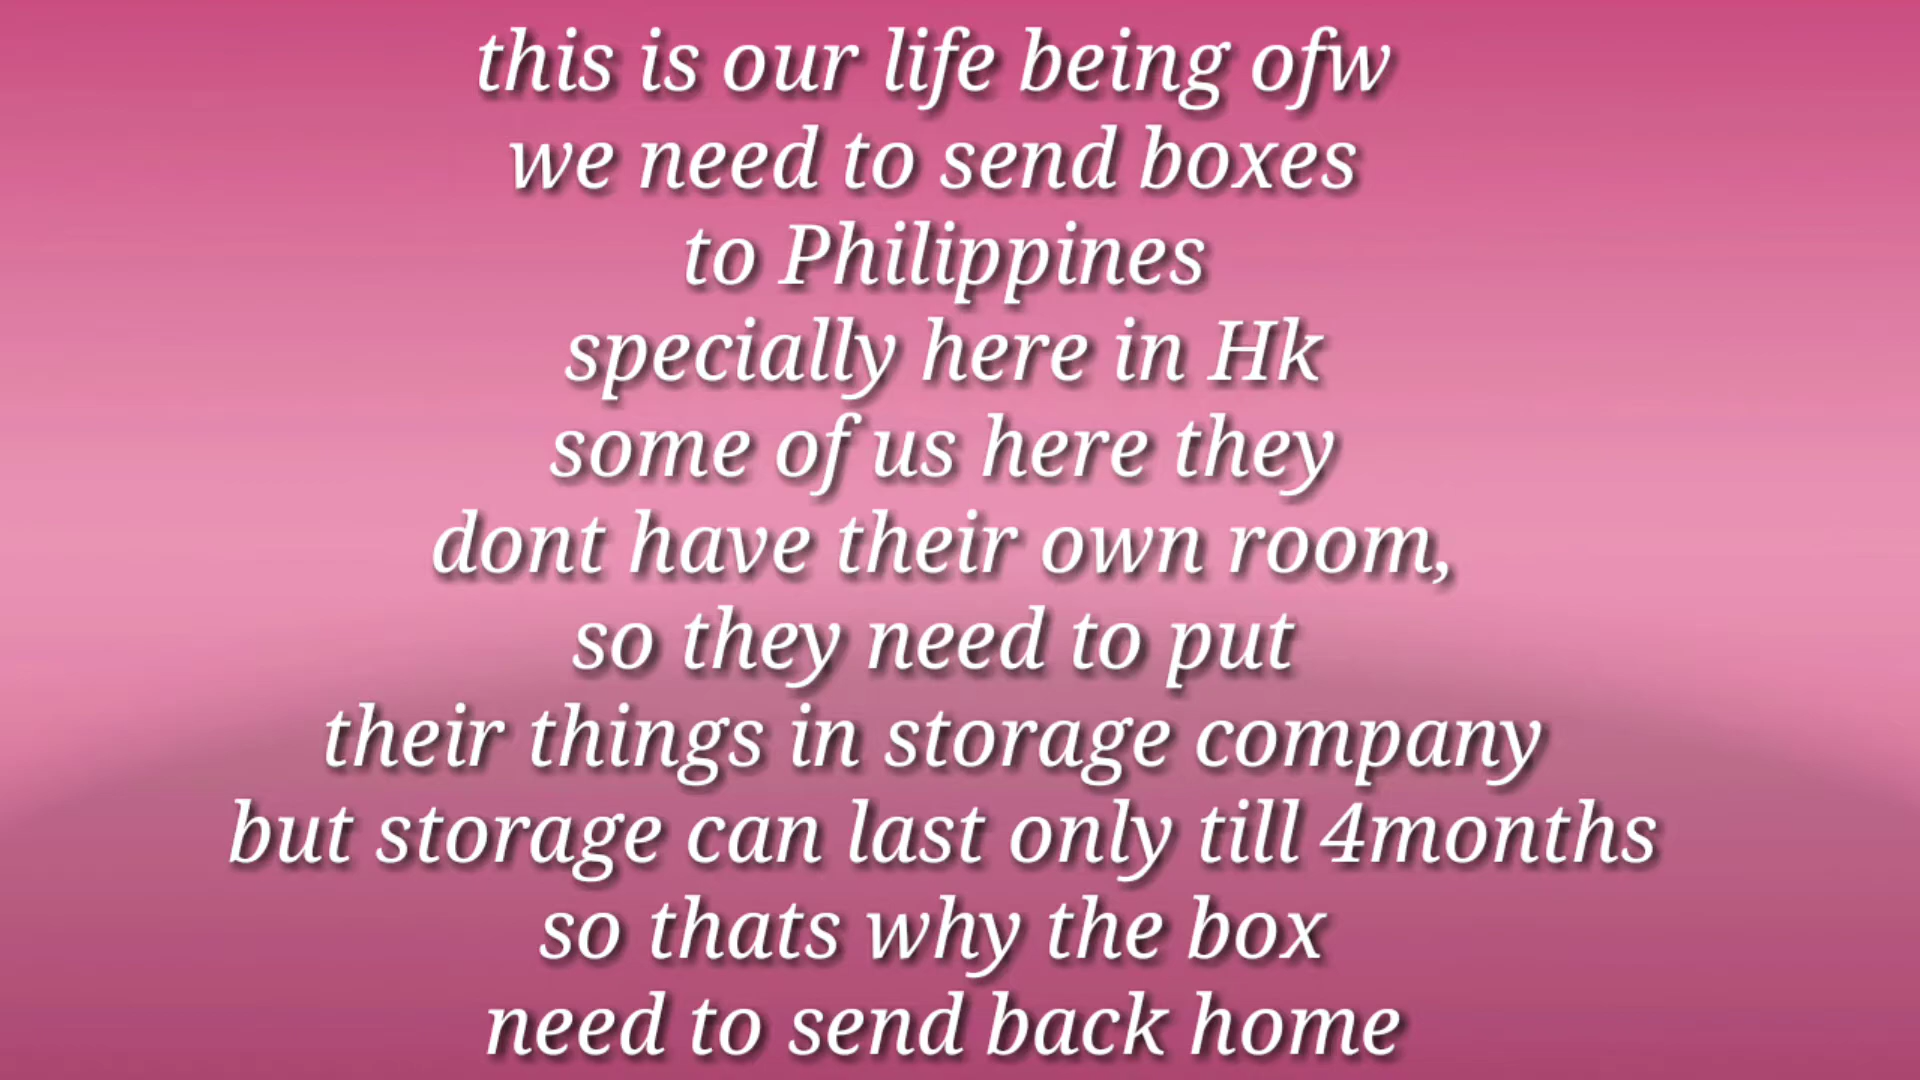 this is our life being ofw
we need to send boxes
to Philippines
specially here in Hk
some of us here they
dont have their own room,
so they need to put
their things in storage company
but storage can last only till 4months
so thats why the box
need to send back home